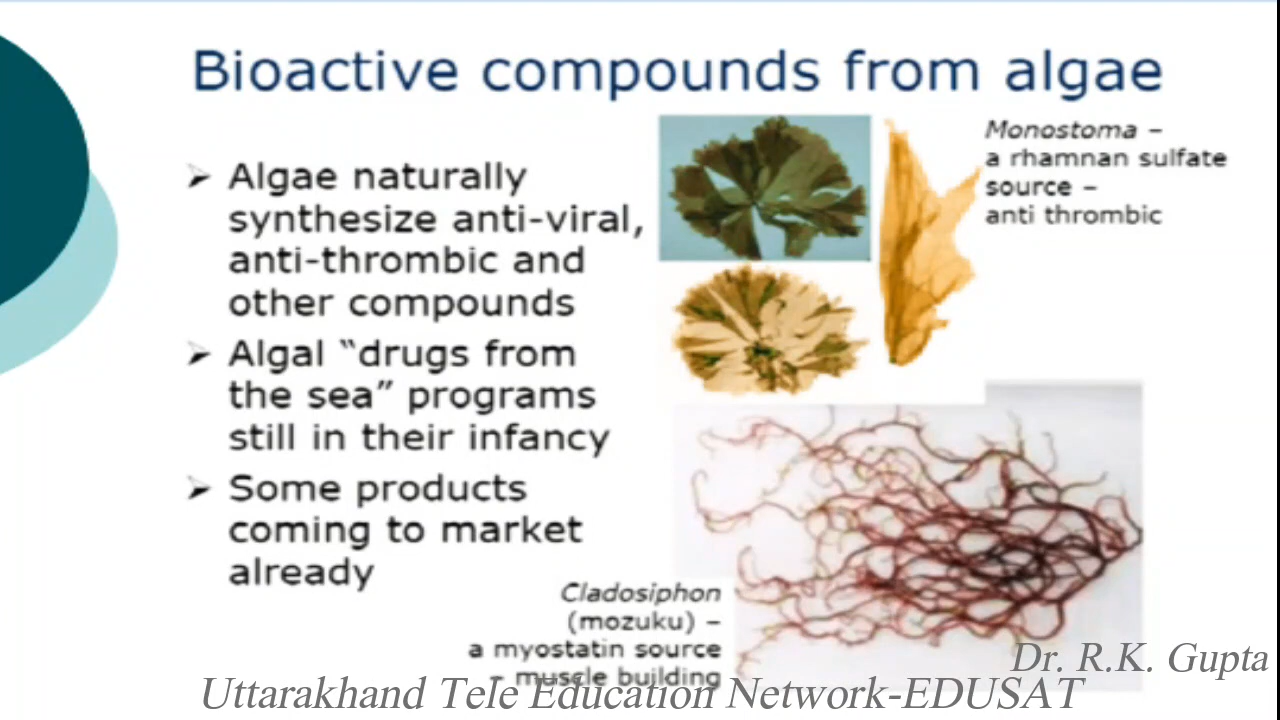 Bioactive compounds from algae
Algae naturally
synthesize anti-viral,
anti-thrombic and
other compounds
Algal “drugs from
the sea” programs
still in their infancy
Some products
coming to market
already
Monostoma –
a rhamnan sulfate
source –
anti thrombic
Cladosiphon
(mozuku) –
a myostatin source
– muscle building
Dr. R.K. Gupta
Uttarakhand Tele Education Network-EDUSAT